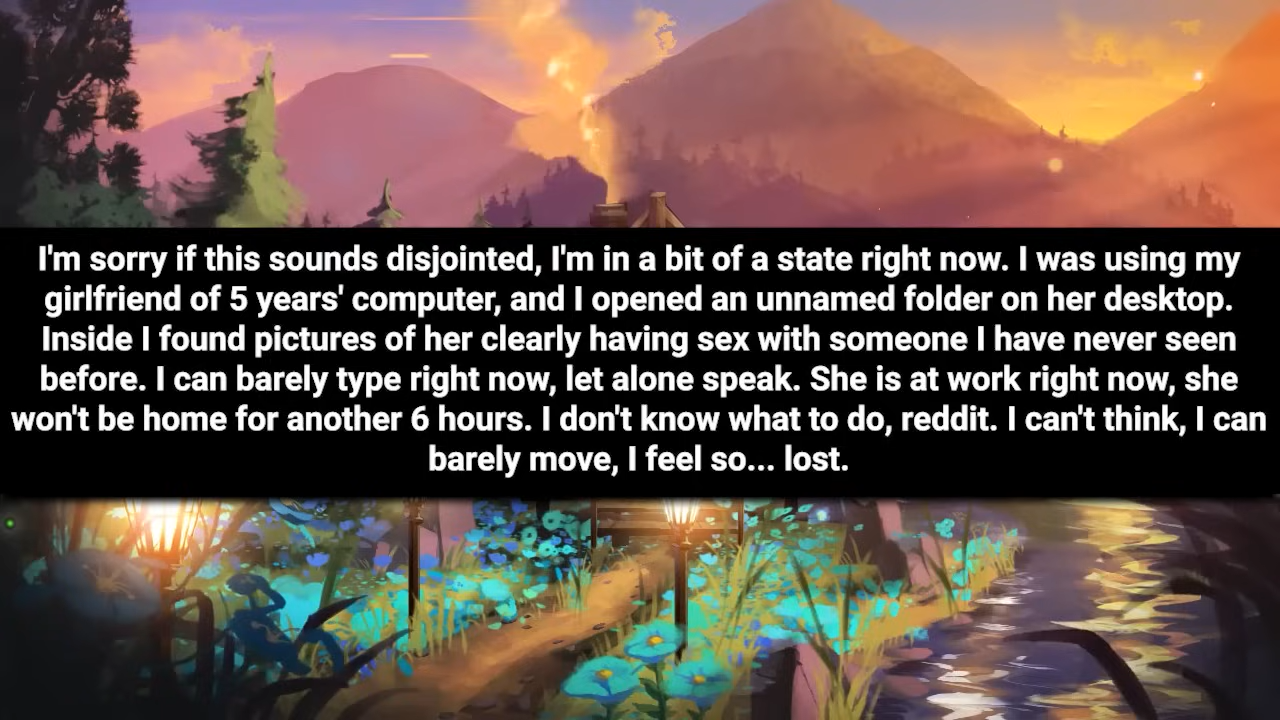 I'm sorry if this sounds disjointed, I'm in a bit of a state right now. I was using my
girlfriend of 5 years' computer, and I opened an unnamed folder on her desktop.
Inside I found pictures of her clearly having sex with someone I have never seen
before. I can barely type right now, let alone speak. She is at work right now, she
won't be home for another 6 hours. I don't know what to do, reddit. I can't think, I can
barely move, I feel so... lost.